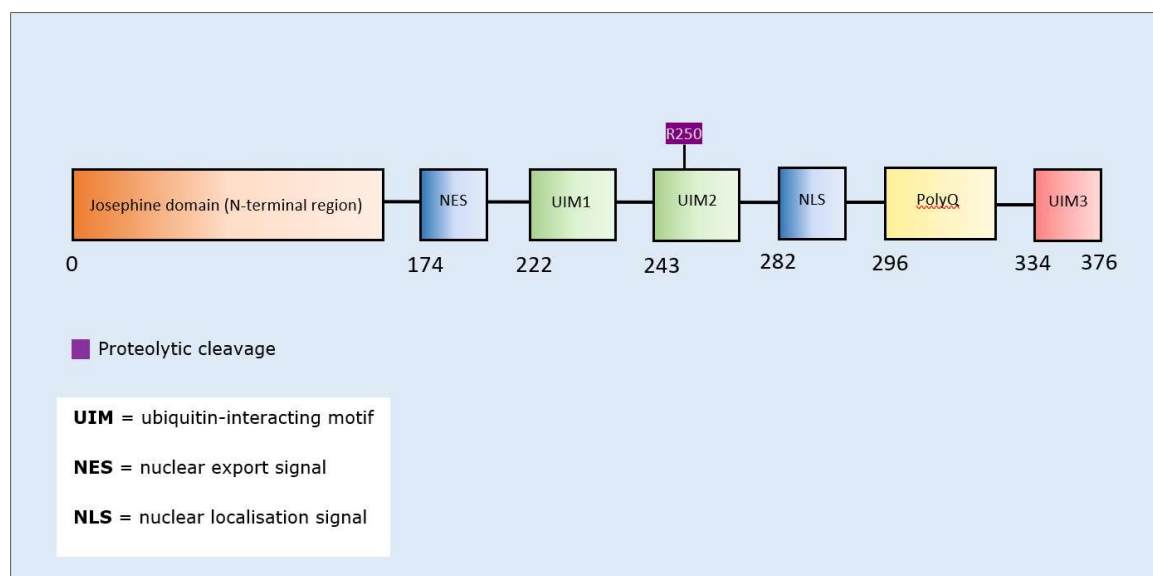 R250
Josephine domain (N-terminal region) NES UIM1 UIM2 NLS PolyQ UIM3
0 174 222 243 282 296 334 376
Proteolytic cleavage
UIM = ubiquitin-interacting motif
NES = nuclear export signal
NLS = nuclear localisation signal